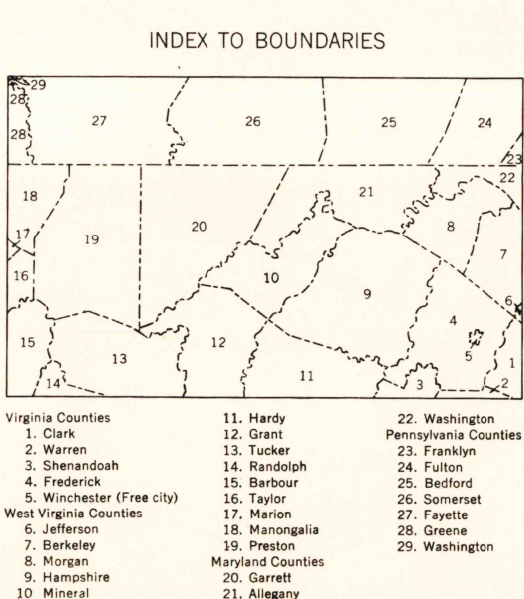 INDEX TO BOUNDARIES
29
28
27
26
25
24
28
23
22
18
21
19
20
8
17
7
16
10
9
6
4
15
12
5
1
13
11
3
14
2
Virginia Counties
1. Clark
2. Warren
3. Shenandoah
4. Frederick
5. Winchester (Free city)
West Virginia Counties
6. Jefferson
7. Berkeley
8. Morgan
9. Hampshire
10 Mineral
11. Hardy
12. Grant
13. Tucker
14. Randolph
15. Barbour
16. Taylor
17. Marion
18. Manongalia
19. Preston
Maryland Counties
20. Garrett
21. Allegany
22. Washington
Pennsylvania Counties
23. Franklyn
24. Fulton
25. Bedford
26. Somerset
27. Fayette
28. Greene
29. Washington